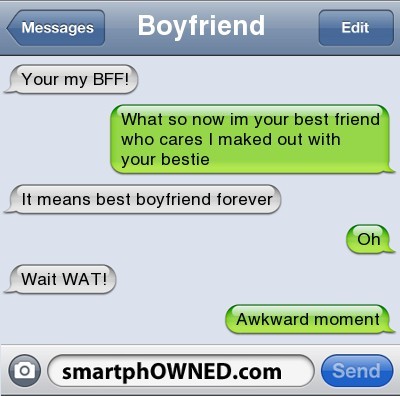 Messages
Boyfriend
Edit
Your my BFF!
What so now im your best friend
who cares I maked out with
your bestie
It means best boyfriend forever
Oh
Wait WAT!
Awkward moment
smartphOWNED.com
Send